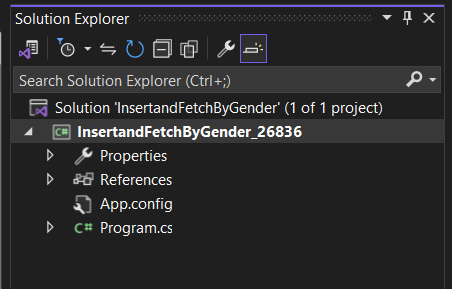 Solution Explorer
Search Solution Explorer (Ctrl+;)
Solution 'InsertandFetchByGender' (1 of 1 project)
C# InsertandFetchByGender_26836
Properties
References
App.config
C# Program.cs